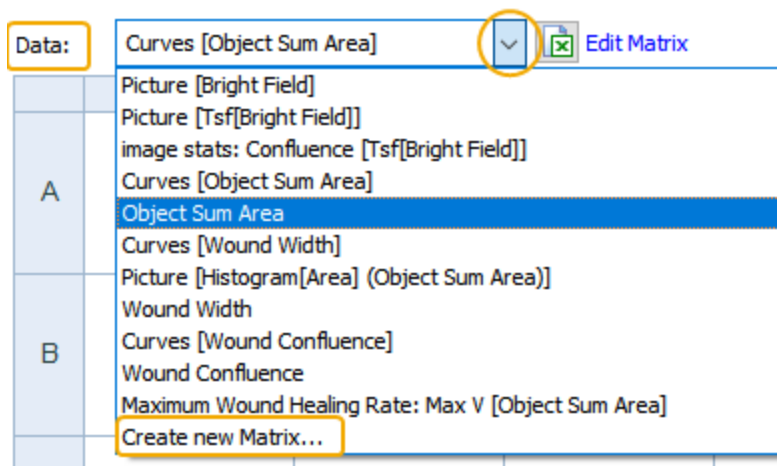 Data: Curves [Object Sum Area] Edit Matrix
Picture [Bright Field]
Picture [Tsf[Bright Field]]
image stats: Confluence [Tsf[Bright Field]]
A
Curves [Object Sum Area]
Object Sum Area
Curves [Wound Width]
Picture [Histogram[Area] (Object Sum Area)]
Wound Width
B
Curves [Wound Confluence]
Wound Confluence
Maximum Wound Healing Rate: Max V [Object Sum Area]
Create new Matrix...